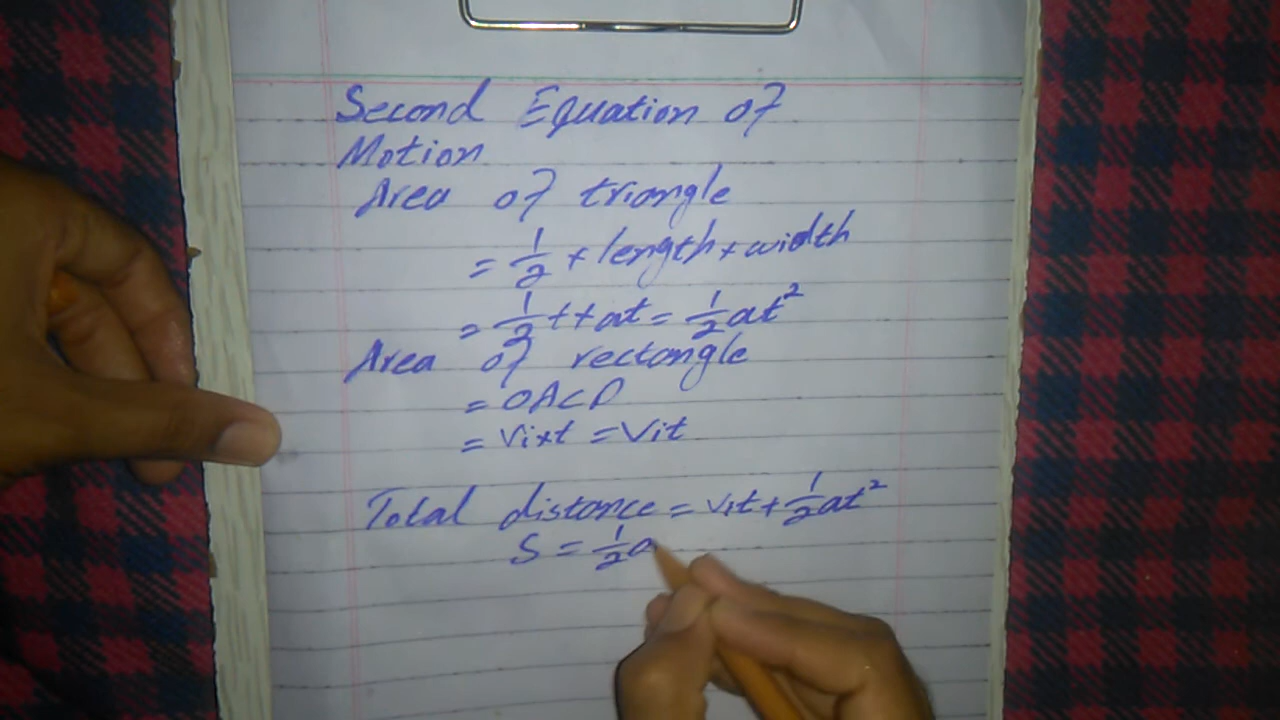 Second Equation of
Motion
Area of triangle
= 1/2 × length × width
= 1/2 t × at = 1/2 at²
Area of rectangle
= OACD
= Vi×t = Vit
Total distance = Vit + 1/2 at²
S = 1/2 a